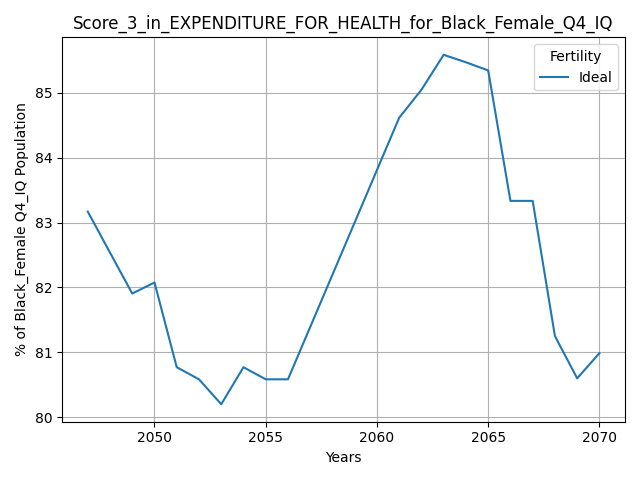 Score_3_in_EXPENDITURE_FOR_HEALTH_for_Black_Female_Q4_IQ
Fertility
Ideal
% of Black_Female Q4_IQ Population
85
84
83
82
81
80
2050
2055
2060
2065
2070
Years